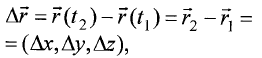 Δr⃗ = r⃗(t₂) − r⃗(t₁) = r⃗₂ − r⃗₁ =
= (Δx, Δy, Δz),